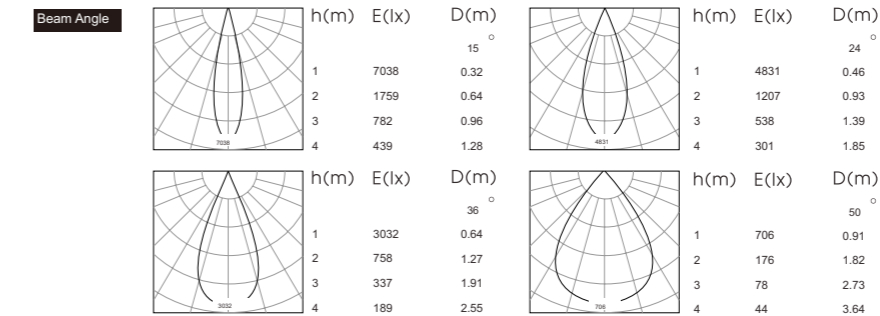 Beam Angle
h(m) E(lx) D(m)
15°
1 7038 0.32
2 1759 0.64
3 782 0.96
4 439 1.28
7038
h(m) E(lx) D(m)
24°
1 4831 0.46
2 1207 0.93
3 538 1.39
4 301 1.85
4831
h(m) E(lx) D(m)
36°
1 3032 0.64
2 758 1.27
3 337 1.91
4 189 2.55
3032
h(m) E(lx) D(m)
50°
1 706 0.91
2 176 1.82
3 78 2.73
4 44 3.64
706